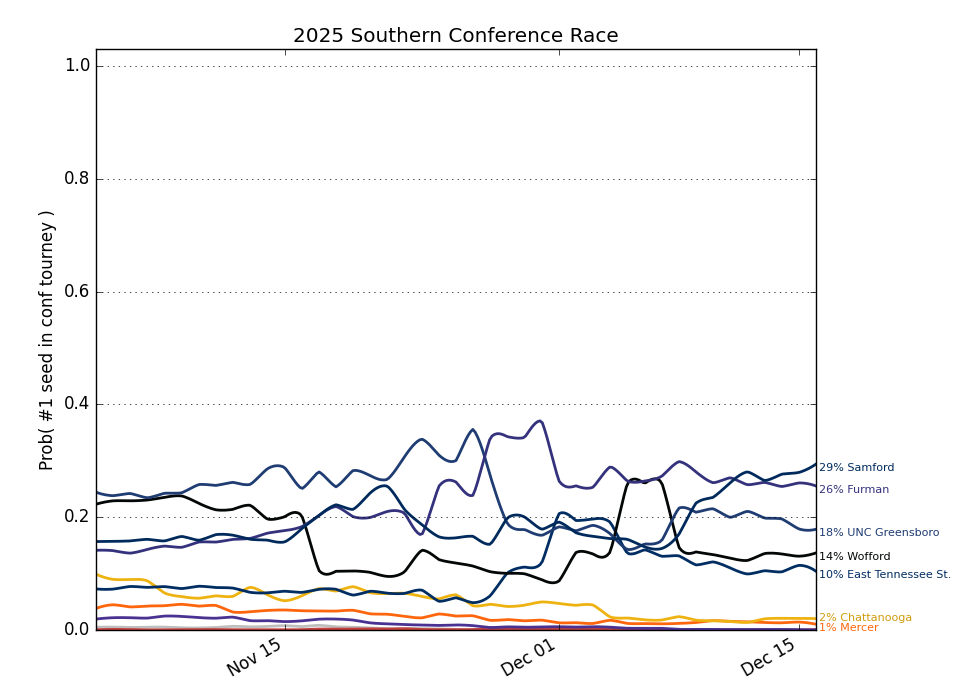 2025 Southern Conference Race
Prob( #1 seed in conf tourney )
1.0
0.8
0.6
0.4
0.2
0.0
Nov 15
Dec 01
Dec 15
29% Samford
26% Furman
18% UNC Greensboro
14% Wofford
10% East Tennessee St.
2% Chattanooga
1% Mercer